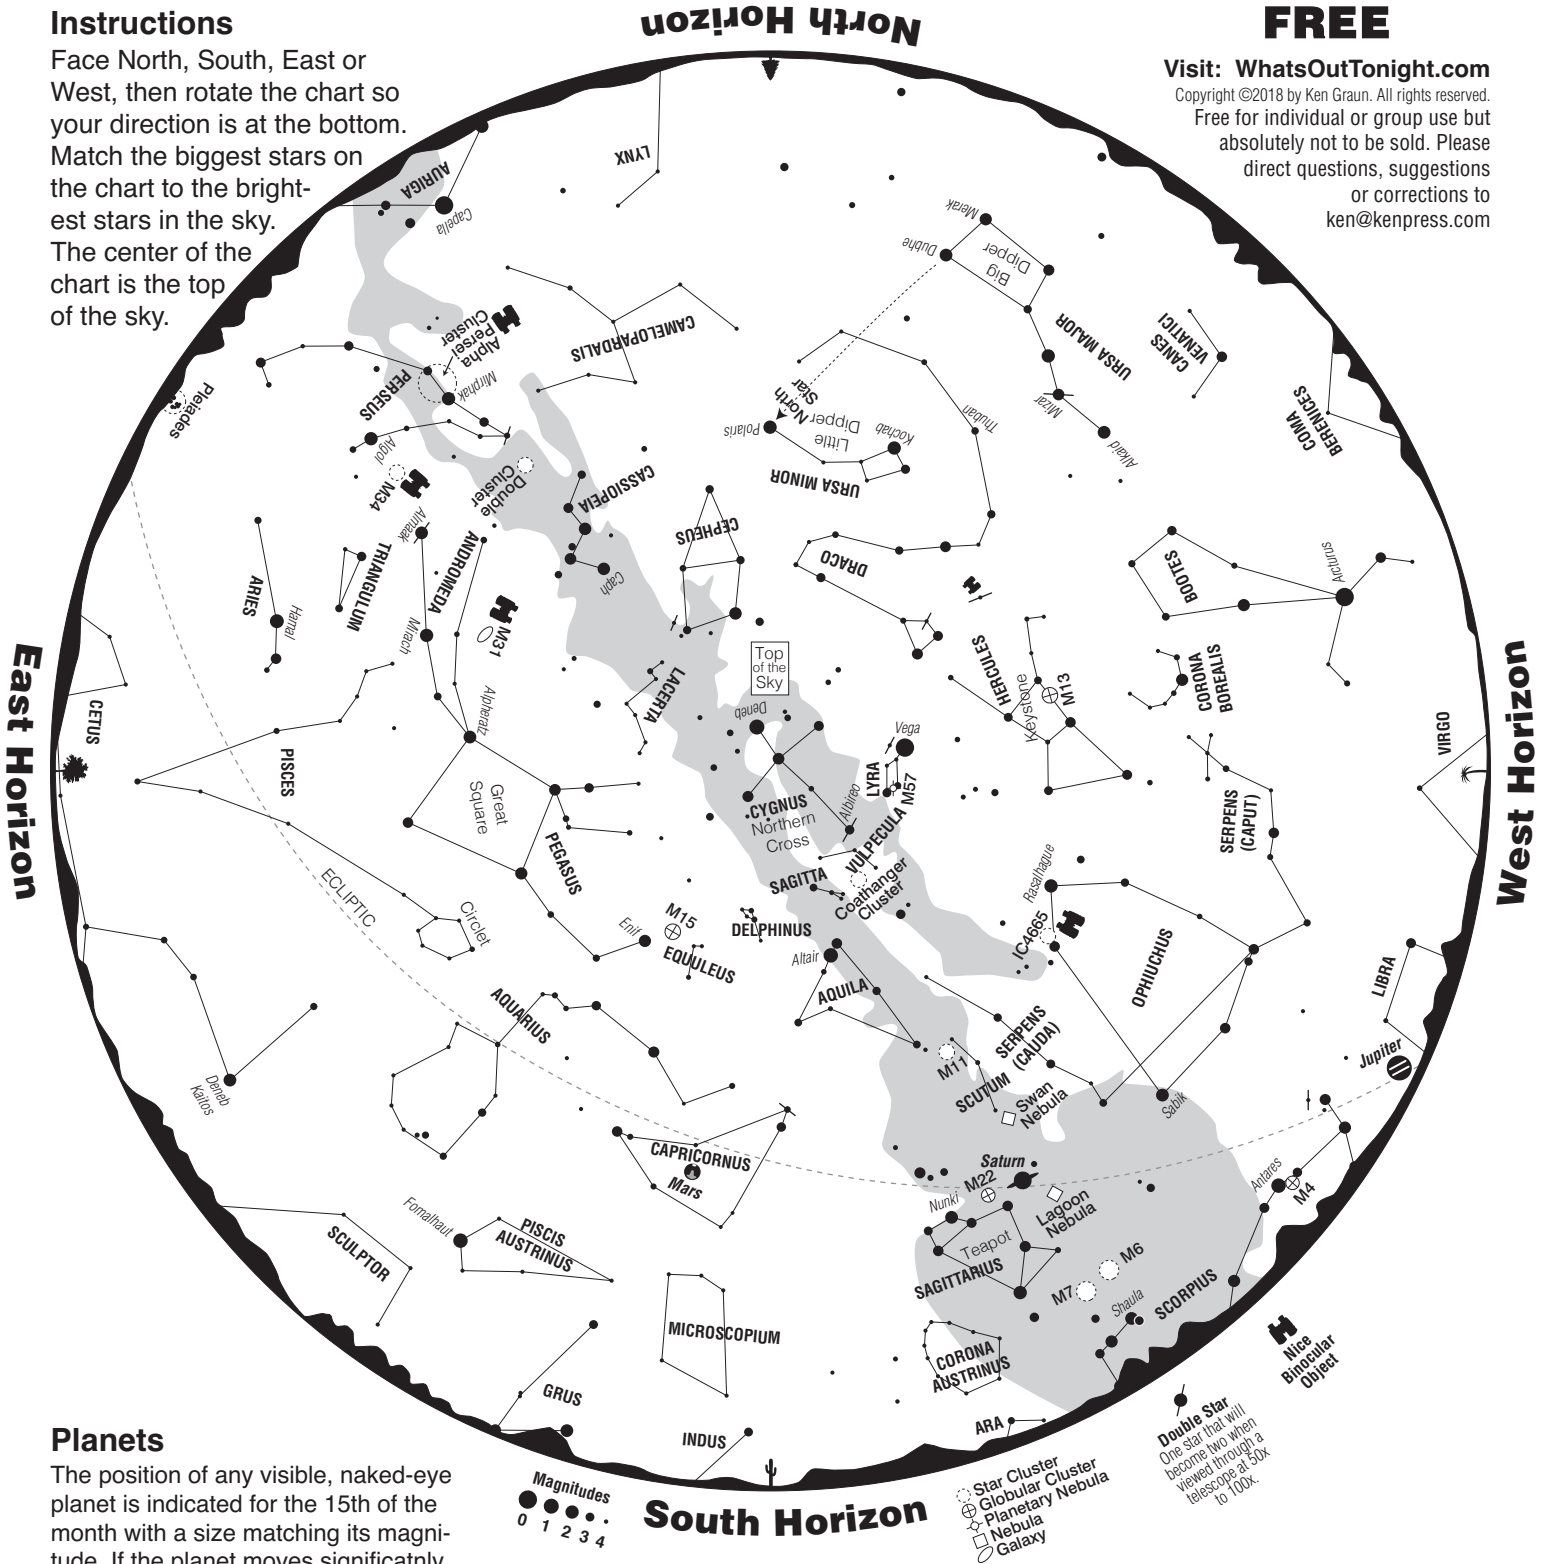 Instructions
Face North, South, East or
West, then rotate the chart so
your direction is at the bottom.
Match the biggest stars on
the chart to the bright-
est stars in the sky.
The center of the
chart is the top
of the sky.
North Horizon
FREE
Visit: WhatsOutTonight.com
Copyright ©2018 by Ken Graun. All rights reserved.
Free for individual or group use but
absolutely not to be sold. Please
direct questions, suggestions
or corrections to
ken@kenpress.com
LYNX
AURIGA
Capella
Merak
Dubhe
Big
Dipper
URSA MAJOR
CANES
VENATICI
COMA
BERENICES
Mizar
Alkaid
Thuban
CAMELOPARDALIS
Alpha
Persei
Cluster
Mirphak
PERSEUS
Pleiades
Algol
M34
Double
Cluster
North
Star
Polaris
Little
Dipper
Kochab
URSA MINOR
CASSIOPEIA
Caph
CEPHEUS
DRACO
BOOTES
Arcturus
Almaak
ANDROMEDA
TRIANGULUM
ARIES
Hamal
Mirach
M31
East Horizon
CETUS
LACERTA
Top
of the
Sky
Deneb
HERCULES
Keystone
M13
CORONA
BOREALIS
VIRGO
West Horizon
Alpheratz
PISCES
Great
Square
PEGASUS
Vega
LYRA
M57
CYGNUS
Northern
Cross
Albireo
VULPECULA
SERPENS
(CAPUT)
ECLIPTIC
Circlet
SAGITTA
Coathanger
Cluster
Rasalhague
Enif
M15
DELPHINUS
EQUULEUS
Altair
AQUILA
IC4665
OPHIUCHUS
LIBRA
Jupiter
AQUARIUS
SERPENS
(CAUDA)
M11
SCUTUM
Swan
Nebula
Sabik
Deneb
Kaitos
CAPRICORNUS
Mars
Saturn
M22
Nunki
Lagoon
Nebula
Antares
M4
Fomalhaut
SCULPTOR
PISCIS
AUSTRINUS
Teapot
SAGITTARIUS
M6
M7
Shaula
SCORPIUS
MICROSCOPIUM
CORONA
AUSTRINUS
GRUS
INDUS
ARA
Nice
Binocular
Object
Double Star
One star that will
become two when
viewed through a
telescope at 50x
to 100x.
Planets
The position of any visible, naked-eye
planet is indicated for the 15th of the
month with a size matching its magni-
tude. If the planet moves significatnly
Magnitudes
0 1 2 3 4
South Horizon
Star Cluster
Globular Cluster
Planetary Nebula
Nebula
Galaxy